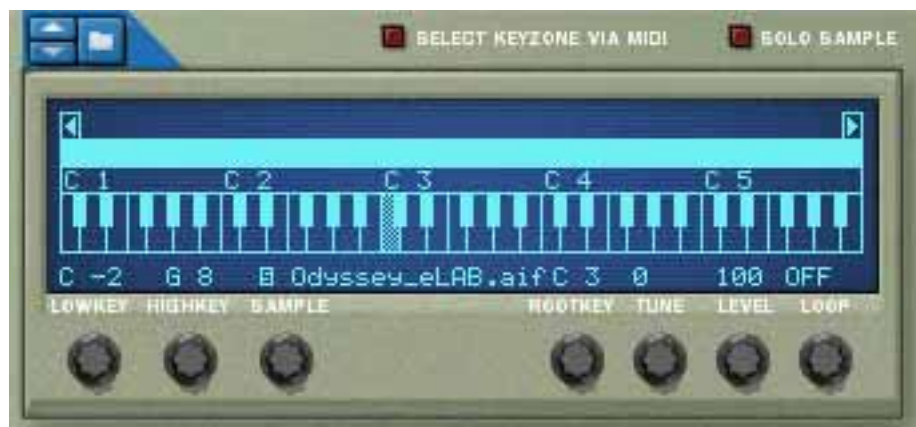 SELECT KEYZONE VIA MIDI SOLO SAMPLE
C 1 C 2 C 3 C 4 C 5
C -2 G 8 Odyssey_eLAB.aif C 3 0 100 OFF
LOWKEY HIGHKEY SAMPLE ROOTKEY TUNE LEVEL LOOP